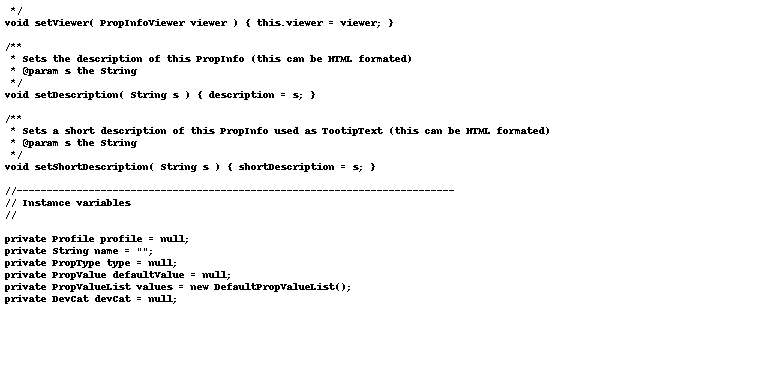 */
void setViewer( PropInfoViewer viewer ) { this.viewer = viewer; }

/**
* Sets the description of this PropInfo (this can be HTML formated)
* @param s the String
*/
void setDescription( String s ) { description = s; }

/**
* Sets a short description of this PropInfo used as TootipText (this can be HTML formated)
* @param s the String
*/
void setShortDescription( String s ) { shortDescription = s; }

//-------------------------------------------------------------------------
// Instance variables
//

private Profile profile = null;
private String name = "";
private PropType type = null;
private PropValue defaultValue = null;
private PropValueList values = new DefaultPropValueList();
private DevCat devCat = null;